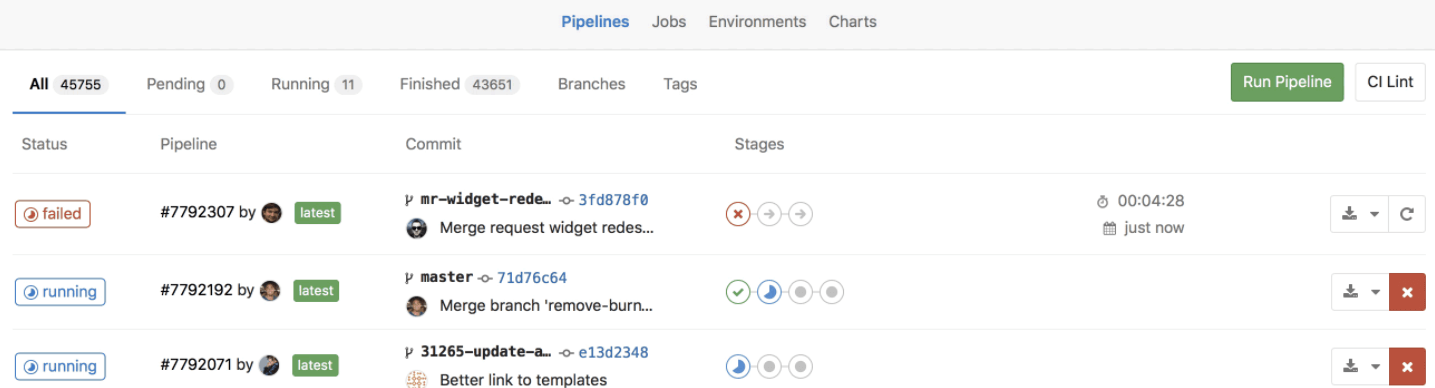 Pipelines Jobs Environments Charts
All 45755 Pending 0 Running 11 Finished 43651 Branches Tags Run Pipeline CI Lint
Status Pipeline Commit Stages
failed #7792307 by latest mr-widget-rede… 3fd878f0 00:04:28
Merge request widget redes… just now
running #7792192 by latest master 71d76c64
Merge branch 'remove-burn…
running #7792071 by latest 31265-update-a… e13d2348
Better link to templates